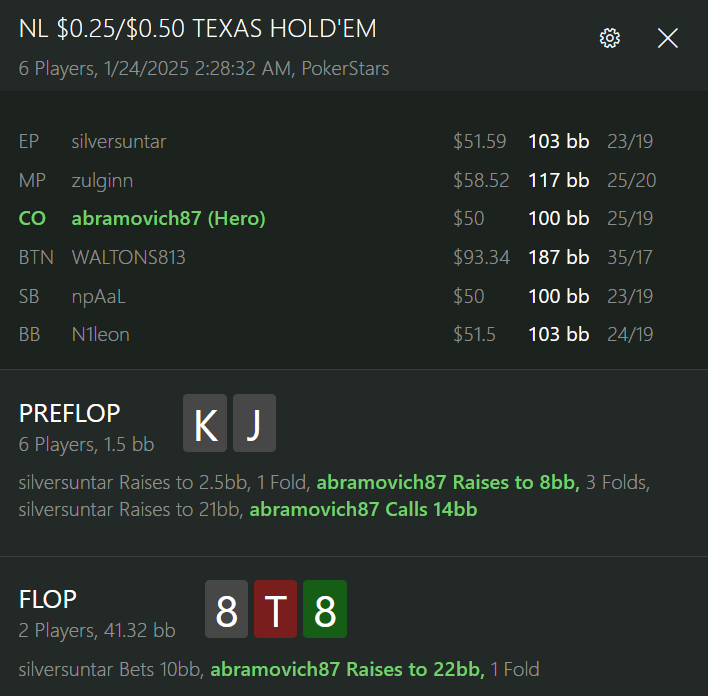 NL $0.25/$0.50 TEXAS HOLD'EM
6 Players, 1/24/2025 2:28:32 AM, PokerStars
EP silversuntar $51.59 103 bb 23/19
MP zulginn $58.52 117 bb 25/20
CO abramovich87 (Hero) $50 100 bb 25/19
BTN WALTONS813 $93.34 187 bb 35/17
SB npAaL $50 100 bb 23/19
BB N1leon $51.5 103 bb 24/19
PREFLOP K J
6 Players, 1.5 bb
silversuntar Raises to 2.5bb, 1 Fold, abramovich87 Raises to 8bb, 3 Folds,
silversuntar Raises to 21bb, abramovich87 Calls 14bb
FLOP 8 T 8
2 Players, 41.32 bb
silversuntar Bets 10bb, abramovich87 Raises to 22bb, 1 Fold